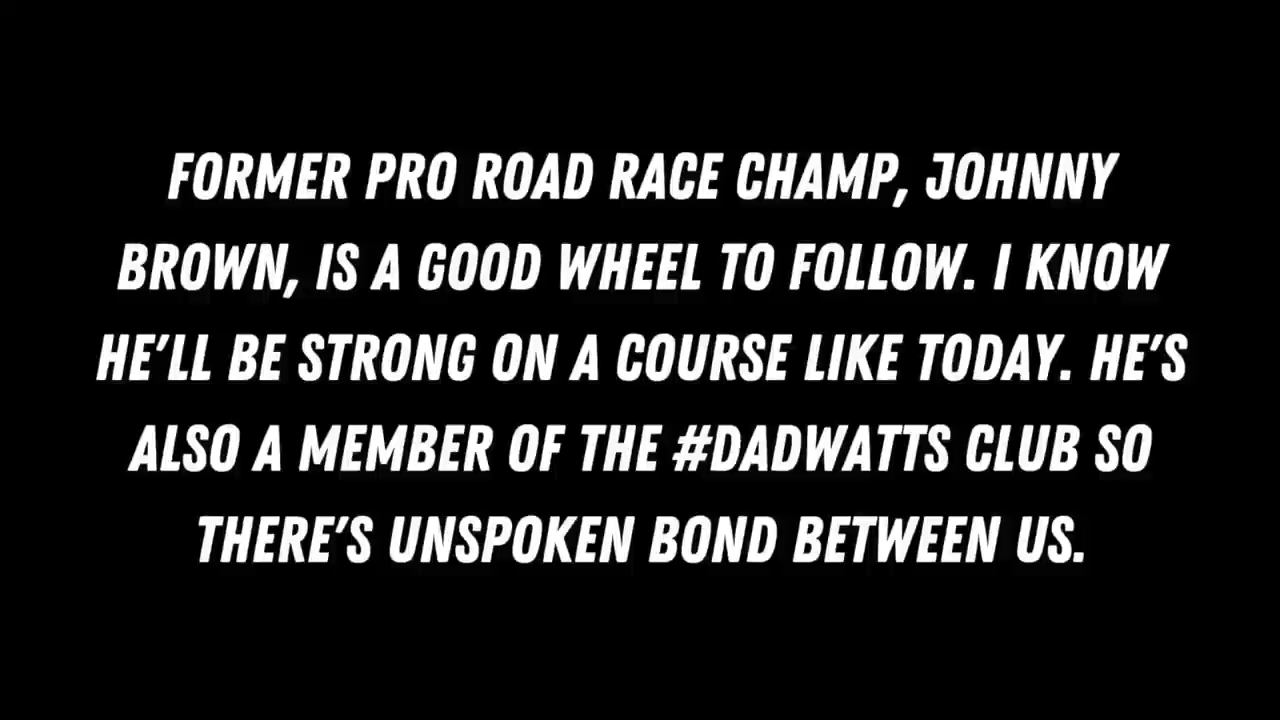 FORMER PRO ROAD RACE CHAMP, JOHNNY
BROWN, IS A GOOD WHEEL TO FOLLOW. I KNOW
HE'LL BE STRONG ON A COURSE LIKE TODAY. HE'S
ALSO A MEMBER OF THE #DADWATTS CLUB SO
THERE'S UNSPOKEN BOND BETWEEN US.